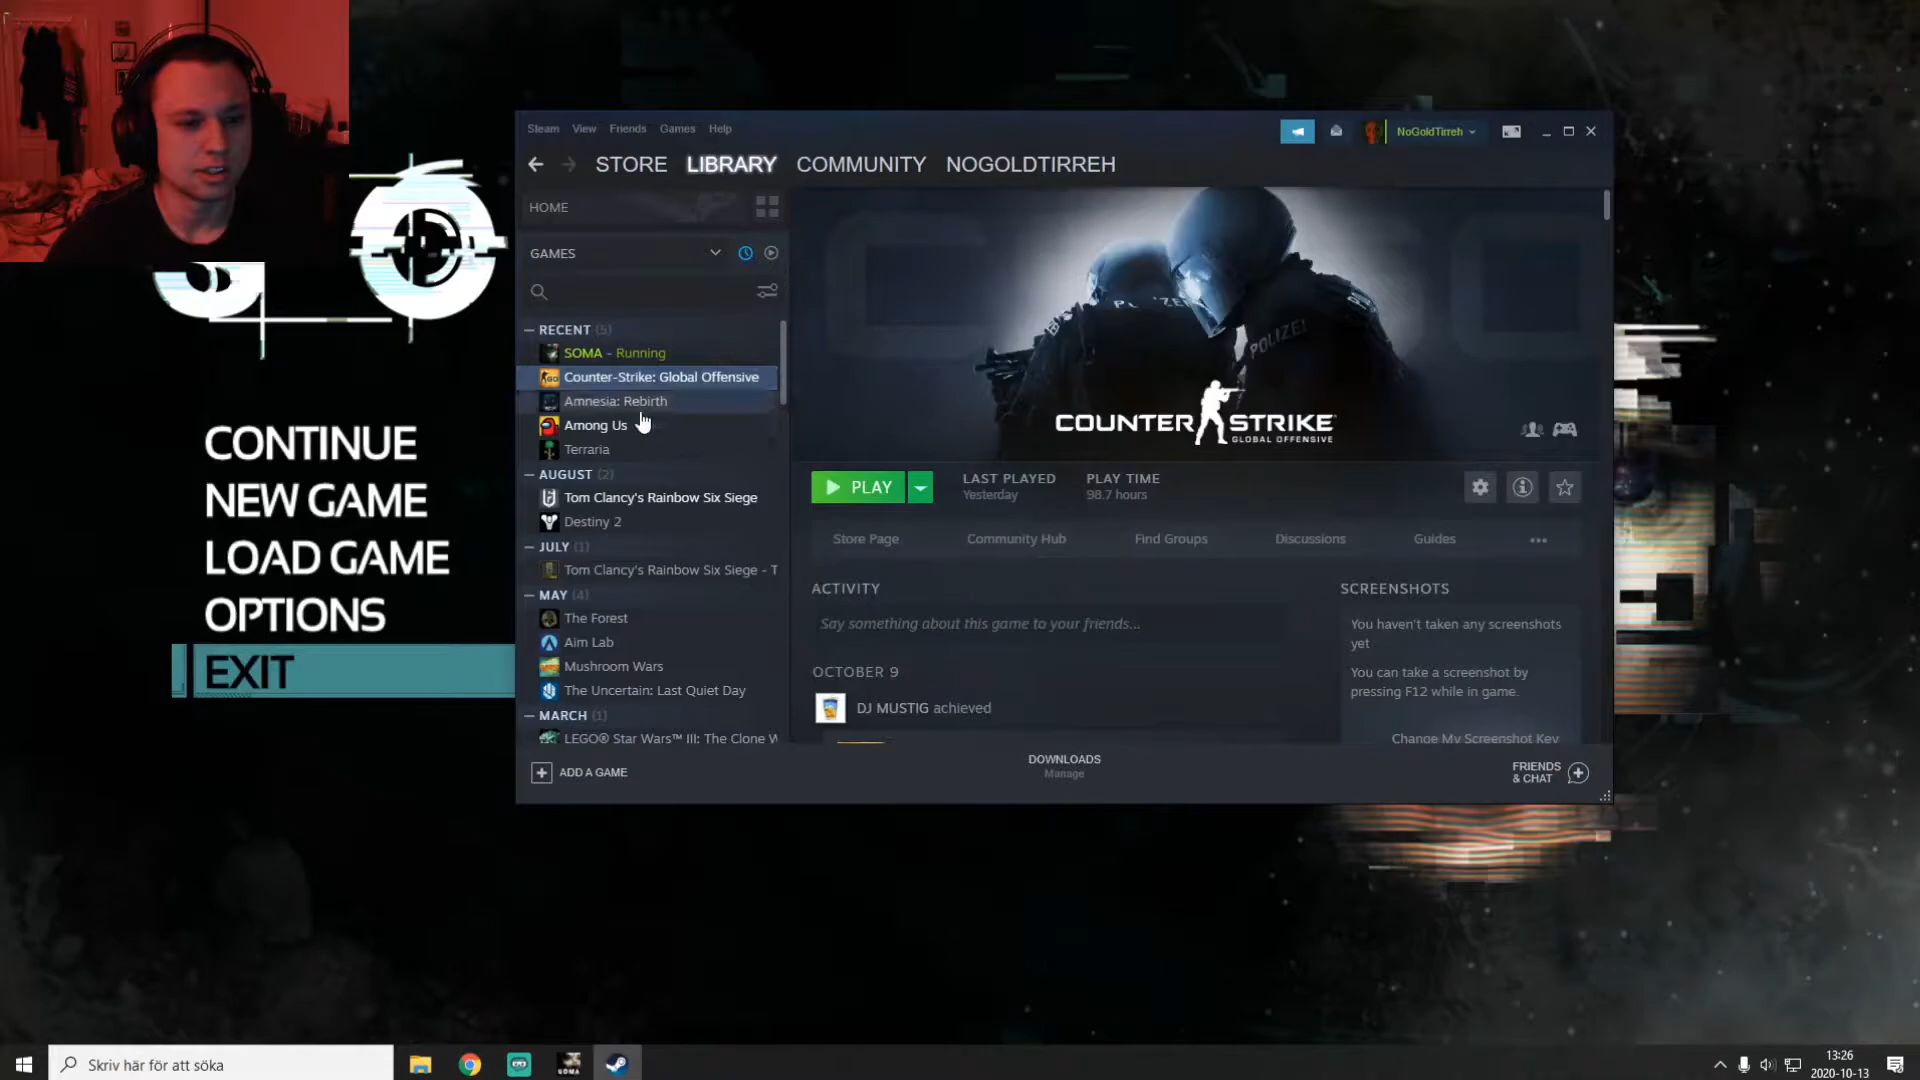 Steam View Friends Games Help
NoGoldTirreh
STORE LIBRARY COMMUNITY NOGOLDTIRREH
HOME
GAMES
RECENT (5)
SOMA - Running
Counter-Strike: Global Offensive
Amnesia: Rebirth
Among Us
Terraria
AUGUST (2)
Tom Clancy's Rainbow Six Siege
Destiny 2
JULY (1)
Tom Clancy's Rainbow Six Siege - T
MAY (4)
The Forest
Aim Lab
Mushroom Wars
The Uncertain: Last Quiet Day
MARCH (1)
LEGO® Star Wars™ III: The Clone W
ADD A GAME
POLIZEI
COUNTER STRIKE
GLOBAL OFFENSIVE
PLAY
LAST PLAYED
Yesterday
PLAY TIME
98.7 hours
Store Page Community Hub Find Groups Discussions Guides
ACTIVITY
Say something about this game to your friends...
OCTOBER 9
DJ MUSTIG achieved
SCREENSHOTS
You haven't taken any screenshots
yet
You can take a screenshot by
pressing F12 while in game.
Change My Screenshot Key
DOWNLOADS
Manage
FRIENDS
& CHAT
CONTINUE
NEW GAME
LOAD GAME
OPTIONS
EXIT
Skriv här för att söka
SOMA
13:26
2020-10-13